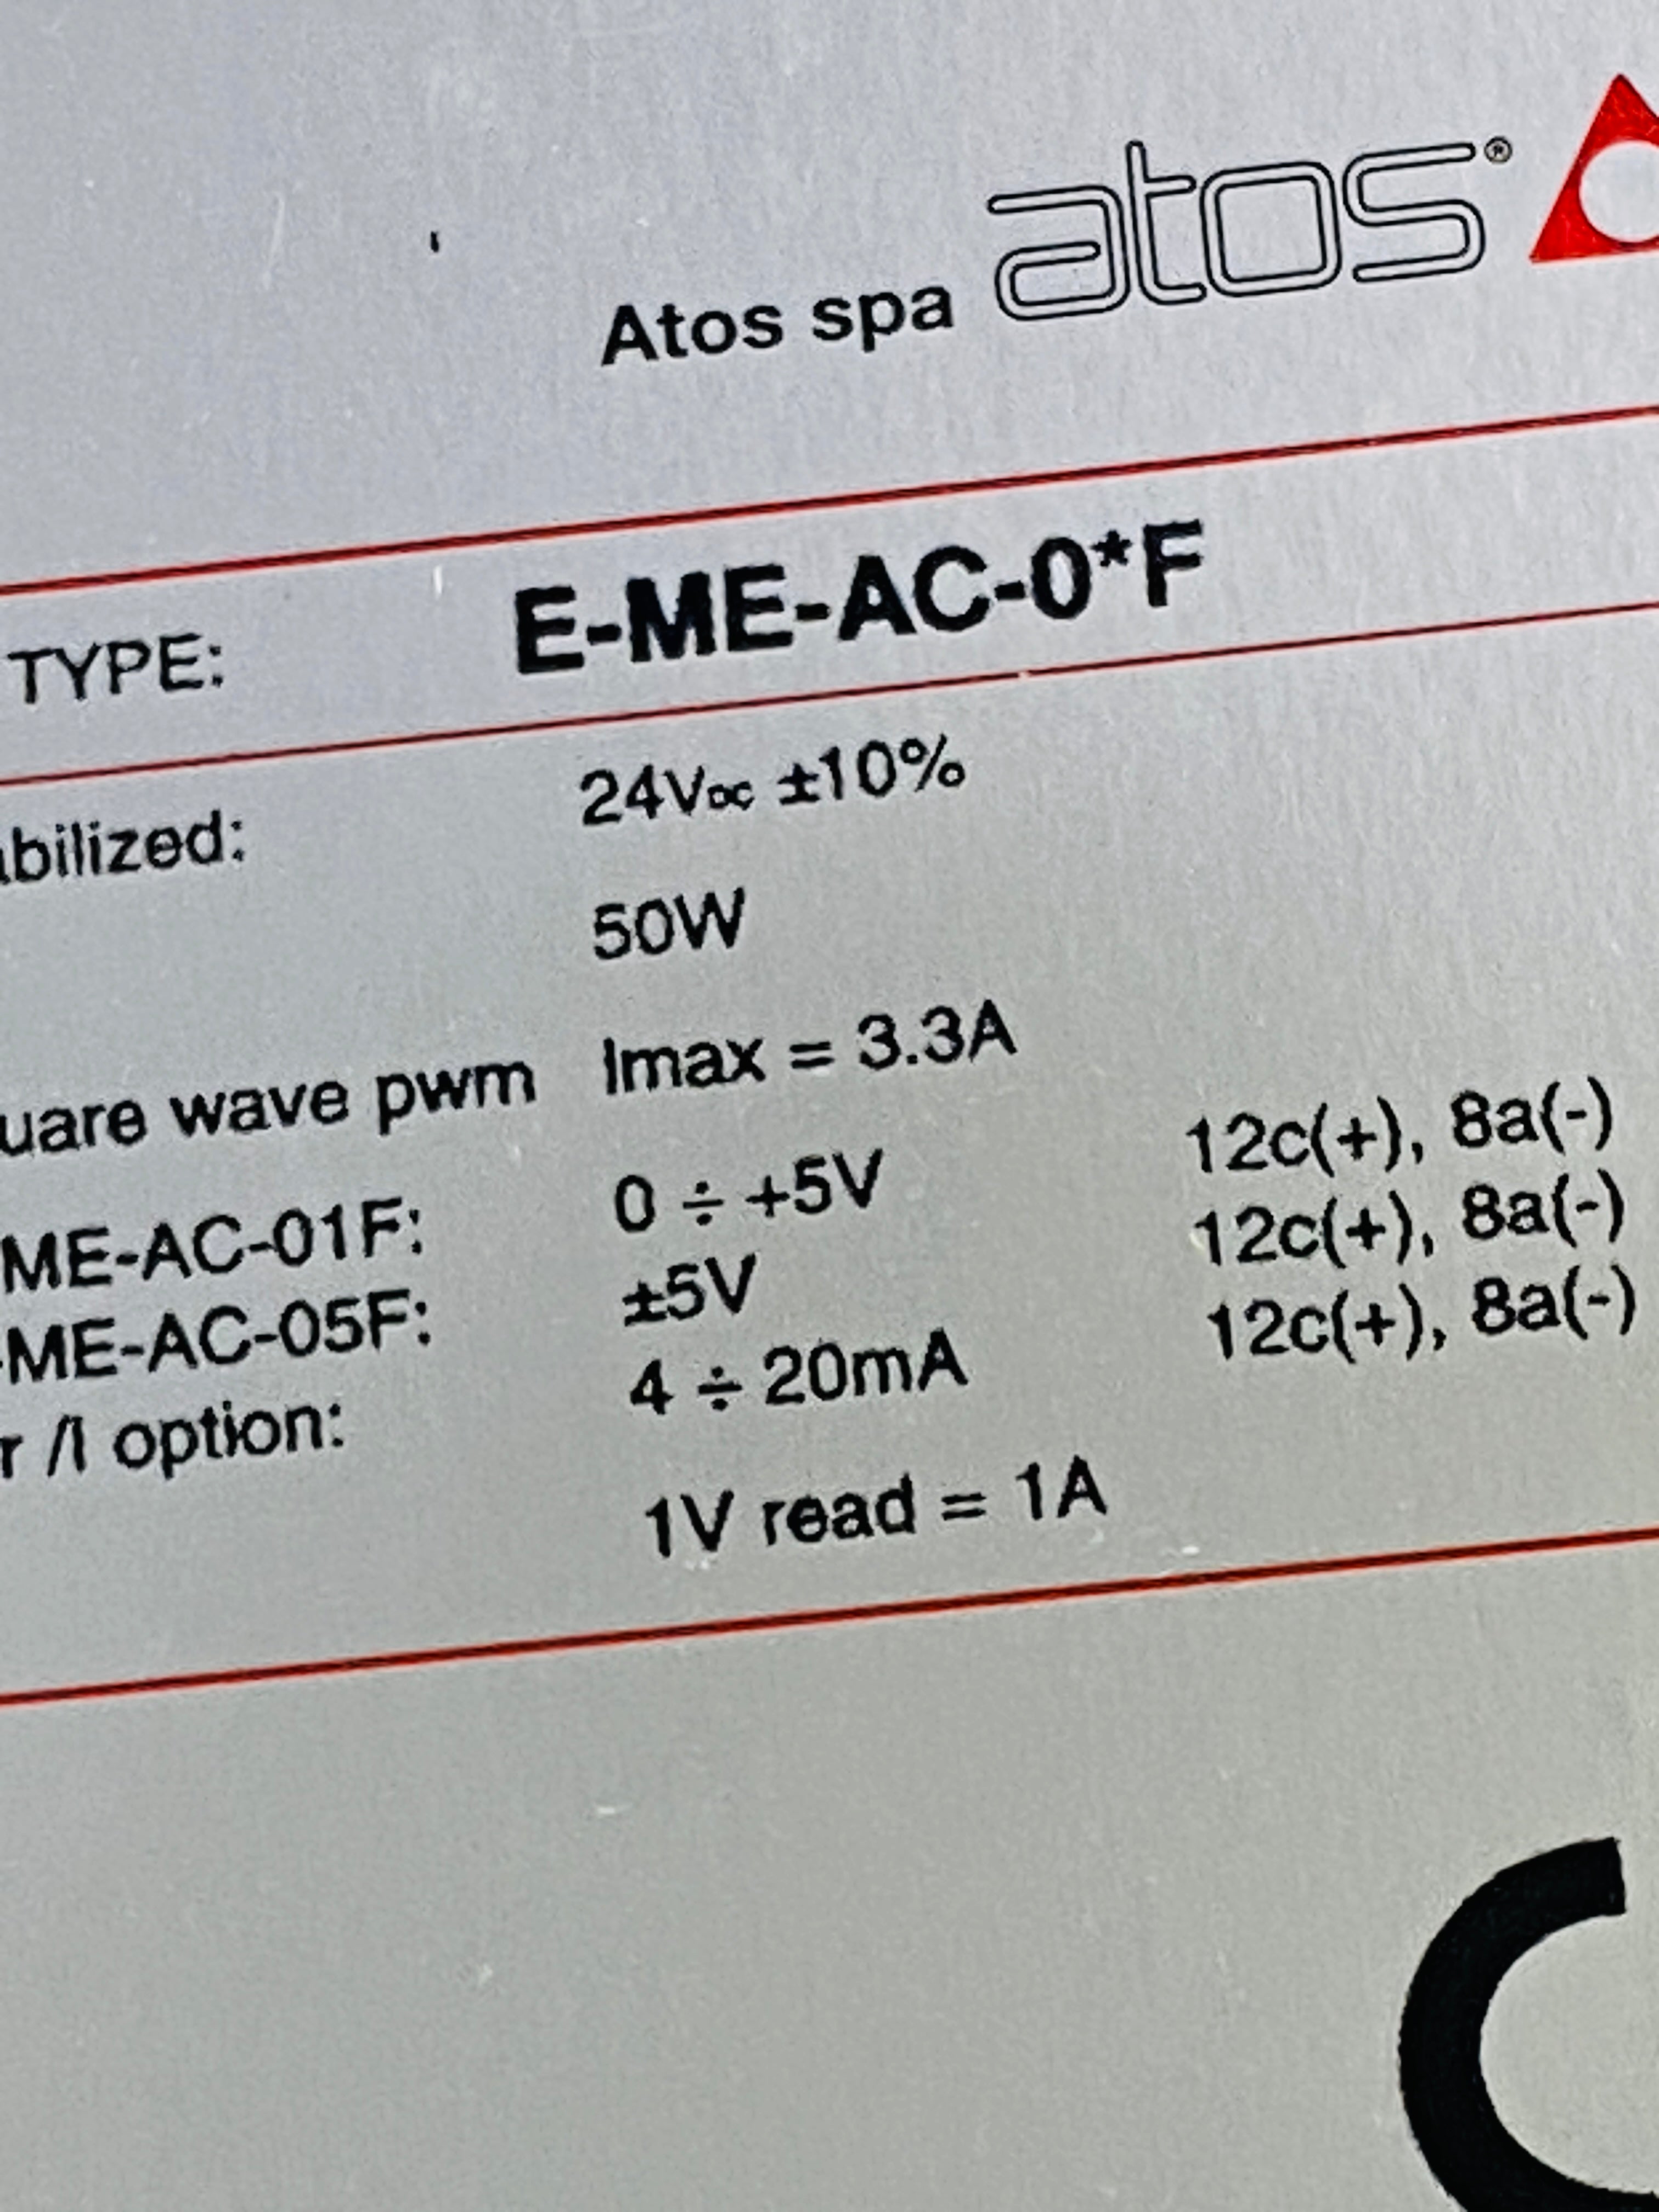 atos®
Atos spa
TYPE: E-ME-AC-0*F
abilized: 24VDC ±10%
50W
uare wave pwm Imax = 3.3A
ME-AC-01F: 0 ÷ +5V 12c(+), 8a(-)
-ME-AC-05F: ±5V 12c(+), 8a(-)
r /I option: 4 ÷ 20mA 12c(+), 8a(-)
1V read = 1A
C